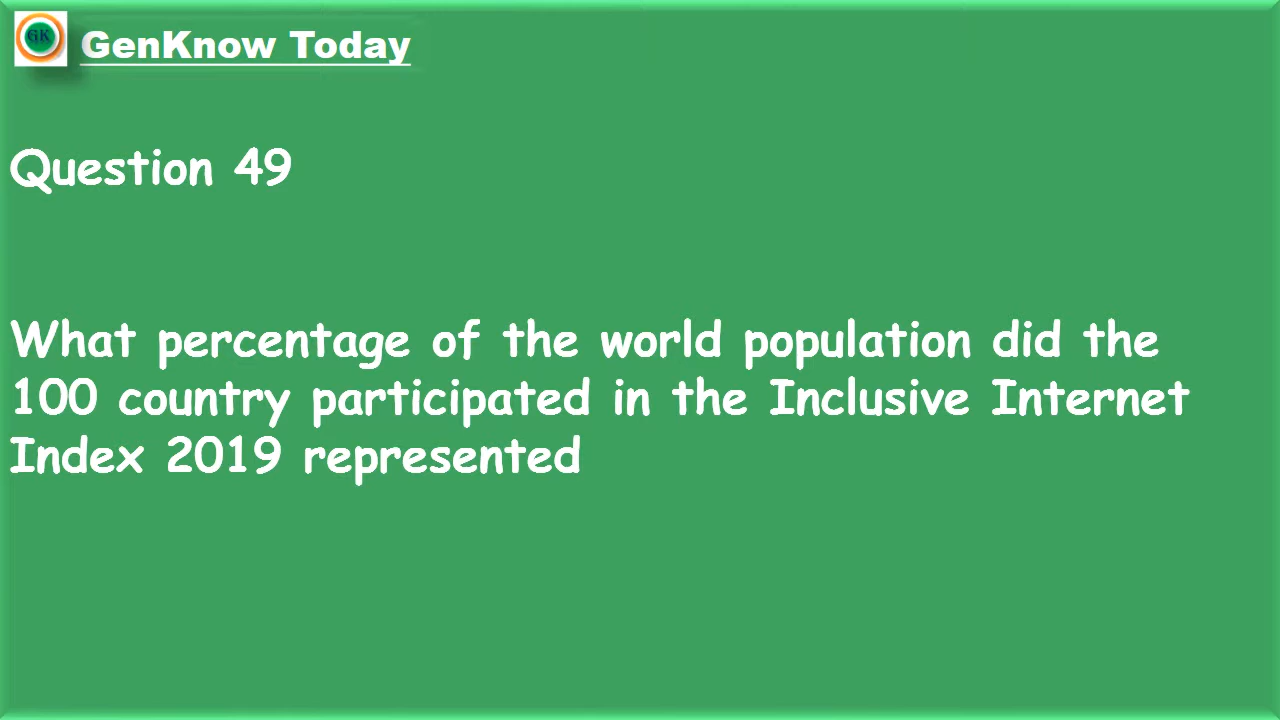 GK
GenKnow Today
Question 49
What percentage of the world population did the
100 country participated in the Inclusive Internet
Index 2019 represented